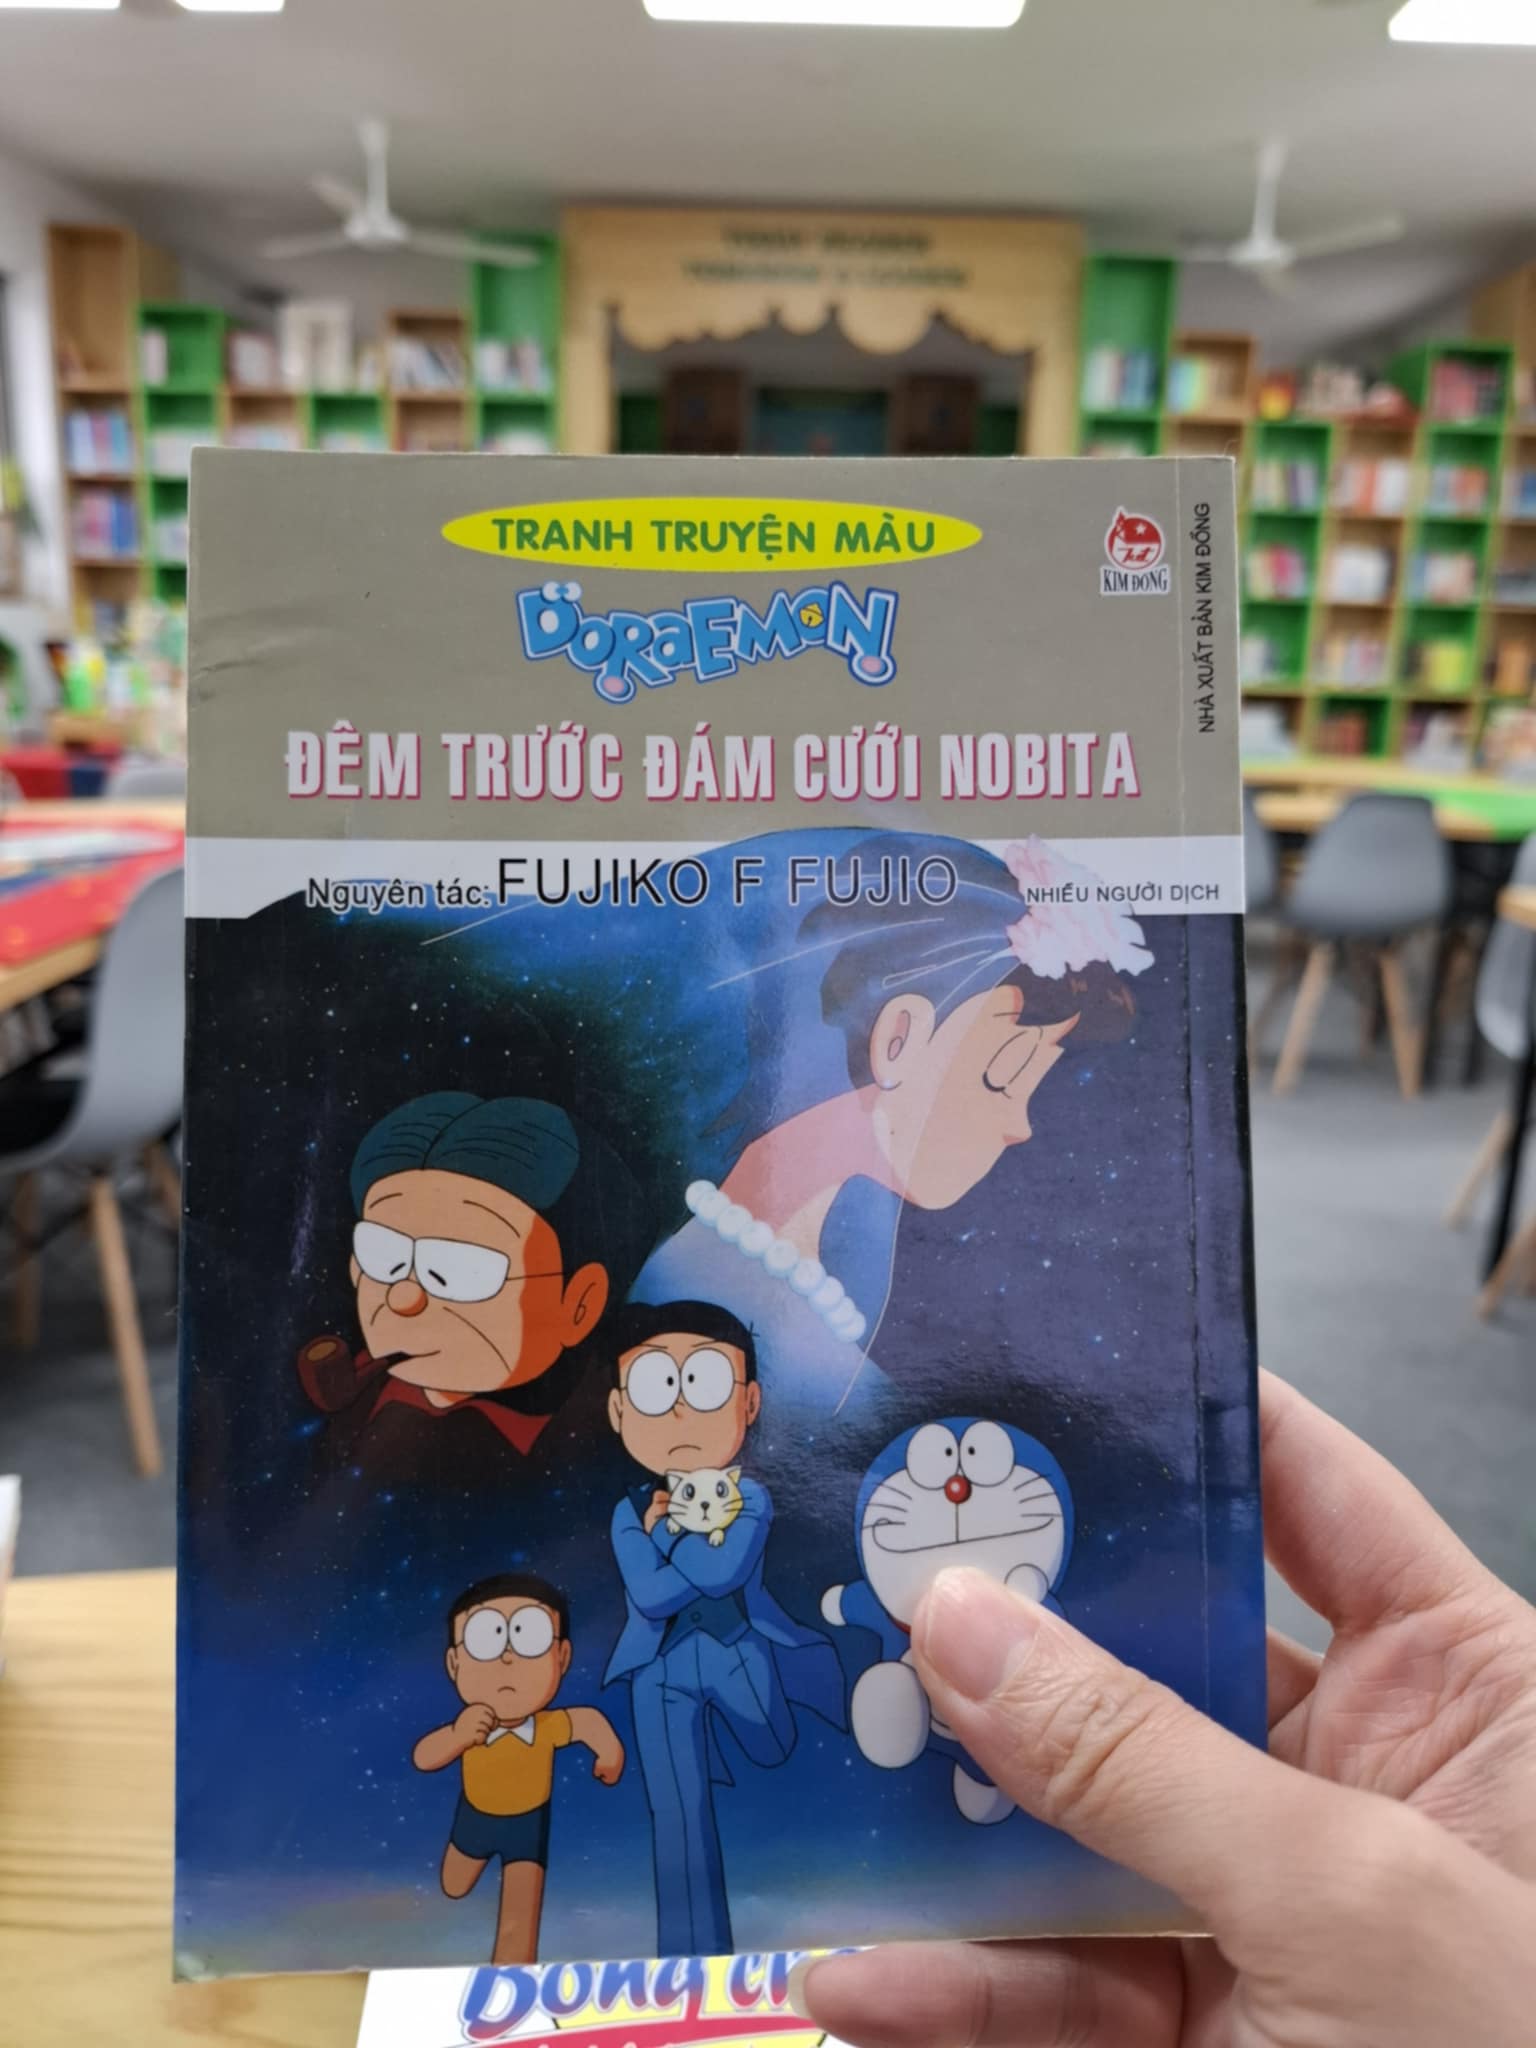 TRANH TRUYỆN MÀU
DORAEMON
KIM ĐỒNG
NHÀ XUẤT BẢN KIM ĐỒNG
ĐÊM TRƯỚC ĐÁM CƯỚI NOBITA
Nguyên tác: FUJIKO F FUJIO
NHIỀU NGƯỜI DỊCH